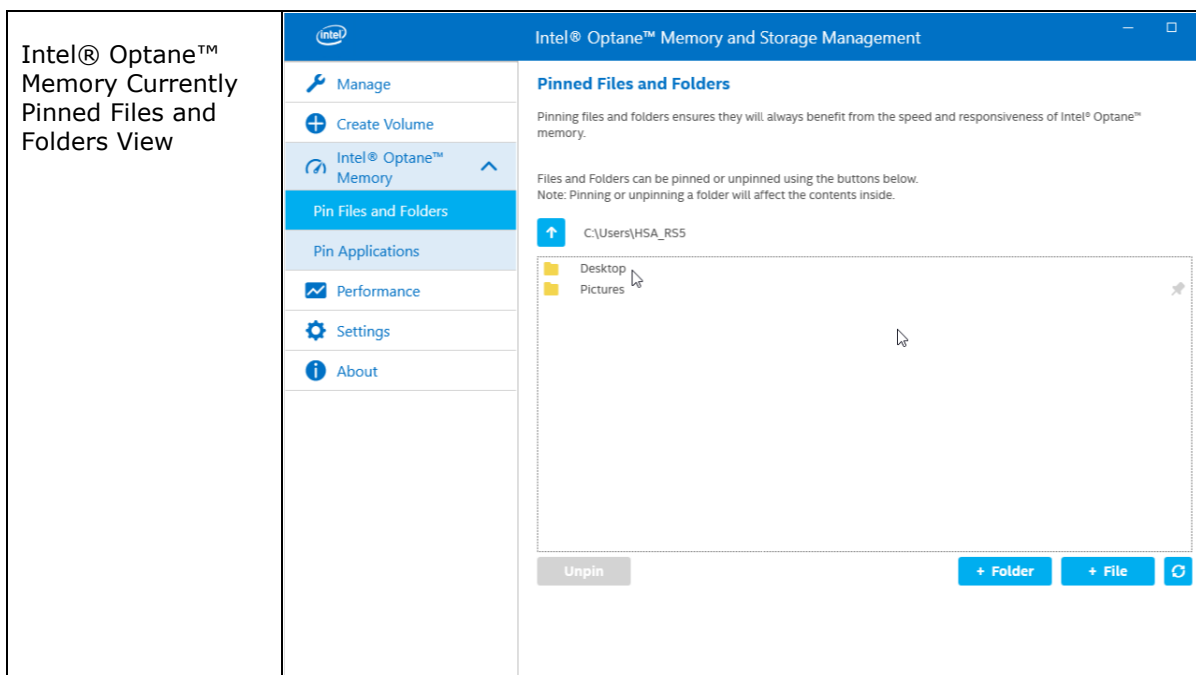 Intel® Optane™
Memory Currently
Pinned Files and
Folders View
intel
Intel® Optane™ Memory and Storage Management
Manage
Create Volume
Intel® Optane™
Memory
Pin Files and Folders
Pin Applications
Performance
Settings
About
Pinned Files and Folders
Pinning files and folders ensures they will always benefit from the speed and responsiveness of Intel® Optane™
memory.
Files and Folders can be pinned or unpinned using the buttons below.
Note: Pinning or unpinning a folder will affect the contents inside.
C:\Users\HSA_RS5
Desktop
Pictures
Unpin
+ Folder
+ File